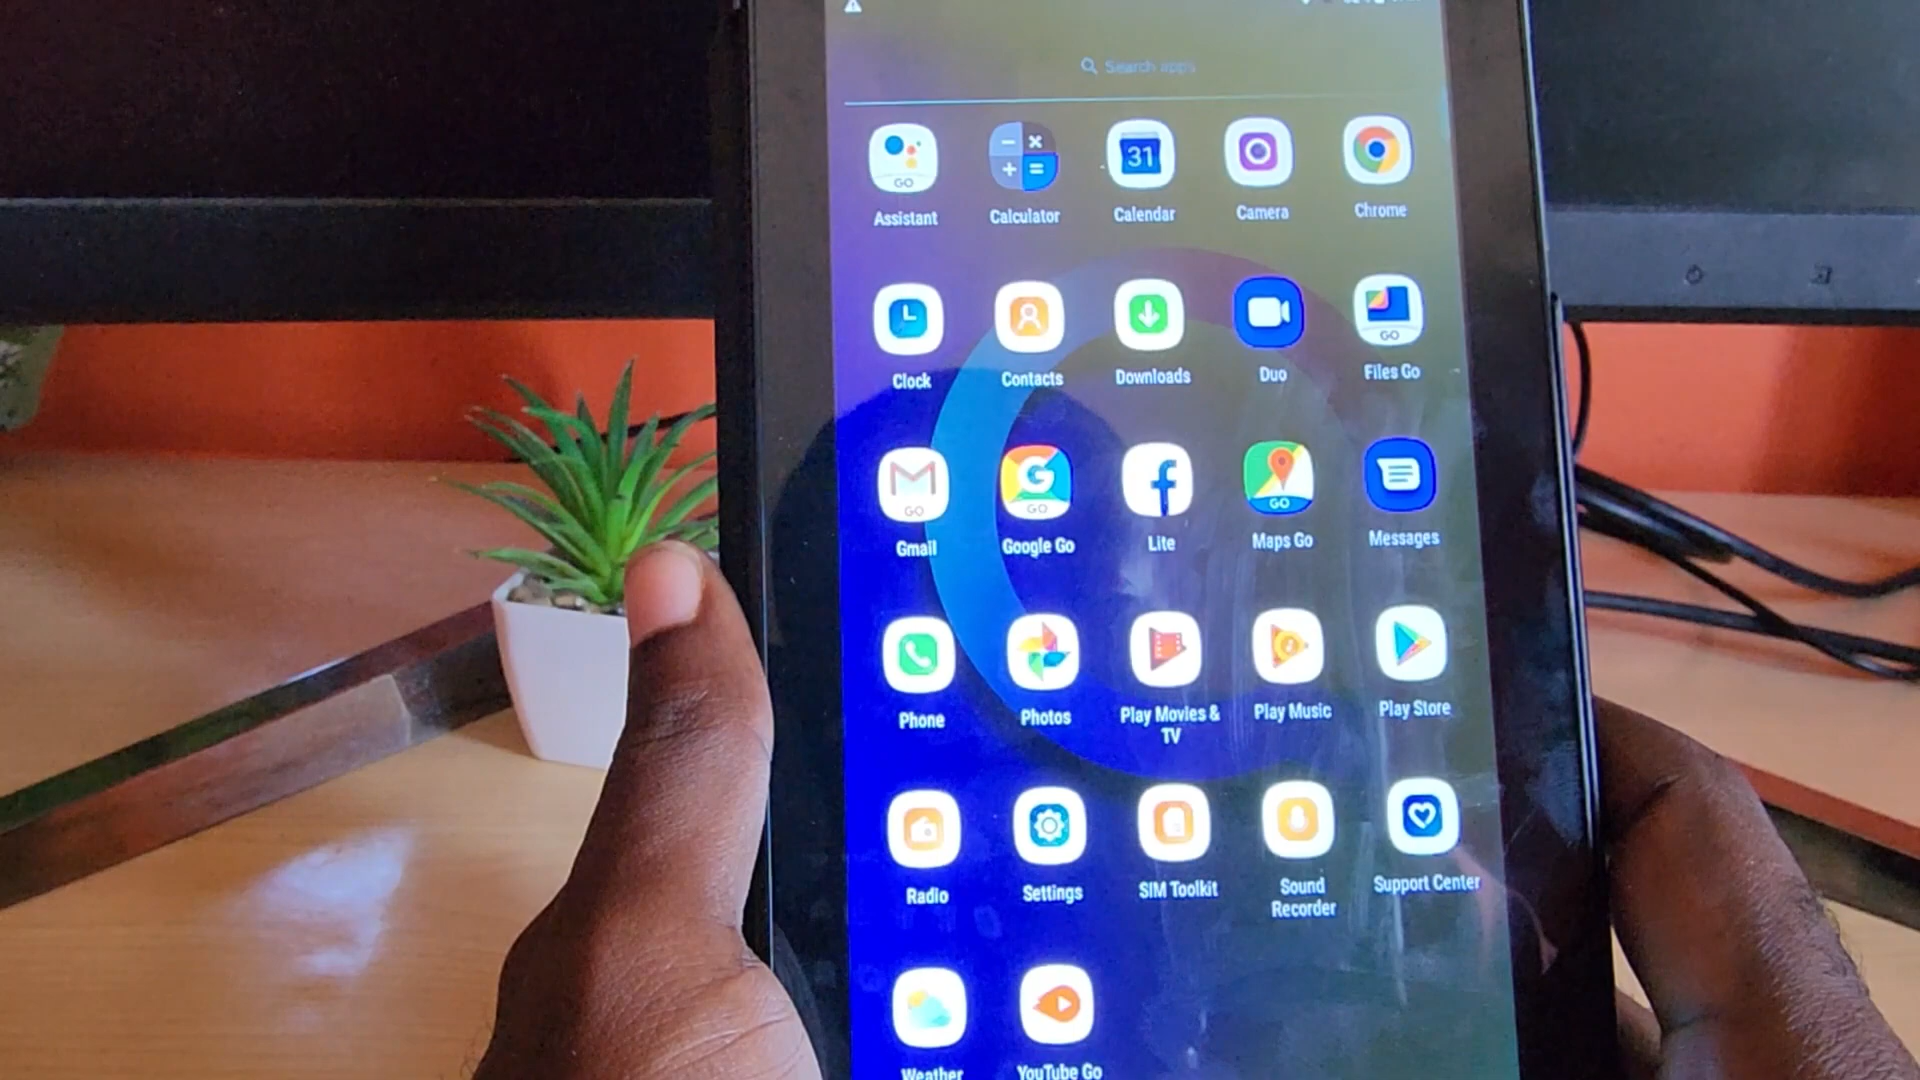 Search apps
GO
31
Assistant
Calculator
Calendar
Camera
Chrome
GO
Clock
Contacts
Downloads
Duo
Files Go
GO
G
GO
f
GO
Gmail
Google Go
Lite
Maps Go
Messages
Phone
Photos
Play Movies &
TV
Play Music
Play Store
Radio
Settings
SIM Toolkit
Sound
Recorder
Support Center
Weather
YouTube Go